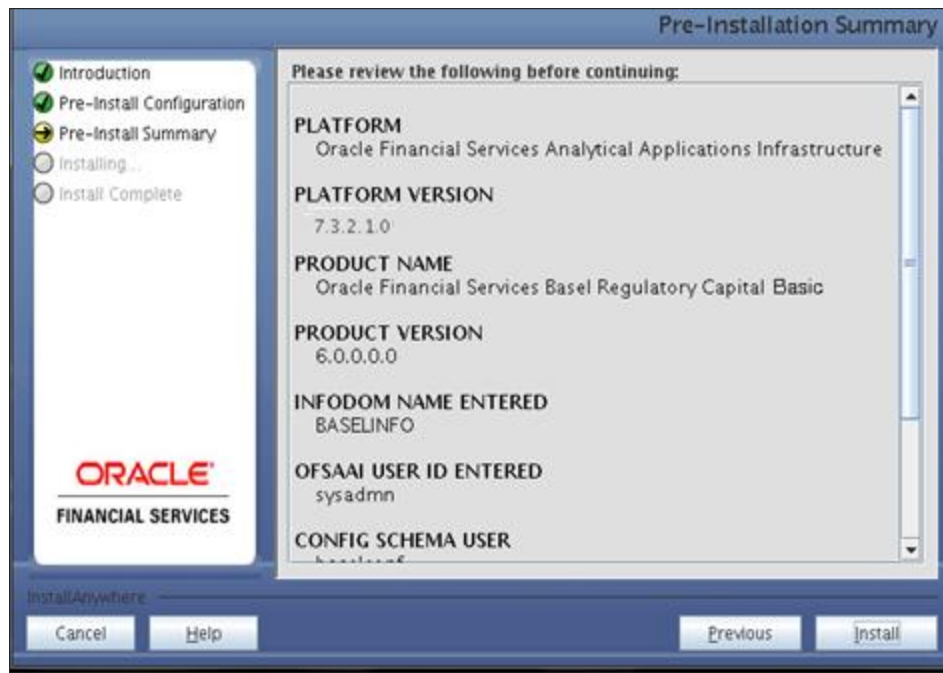 Pre-Installation Summary
Introduction
Pre-Install Configuration
Pre-Install Summary
Installing...
Install Complete
ORACLE
FINANCIAL SERVICES
Please review the following before continuing:
PLATFORM
Oracle Financial Services Analytical Applications Infrastructure
PLATFORM VERSION
7.3.2.1.0
PRODUCT NAME
Oracle Financial Services Basel Regulatory Capital Basic
PRODUCT VERSION
6.0.0.0.0
INFODOM NAME ENTERED
BASELINFO
OFSAAI USER ID ENTERED
sysadmn
CONFIG SCHEMA USER
InstallAnywhere
Cancel
Help
Previous
Install